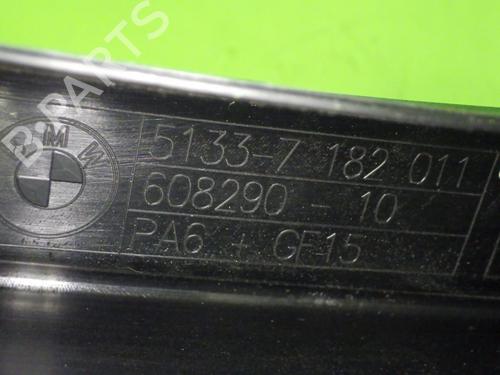 BMW
5133-7 182 011
608290 - 10
PA6 + GF15
B-PARTS